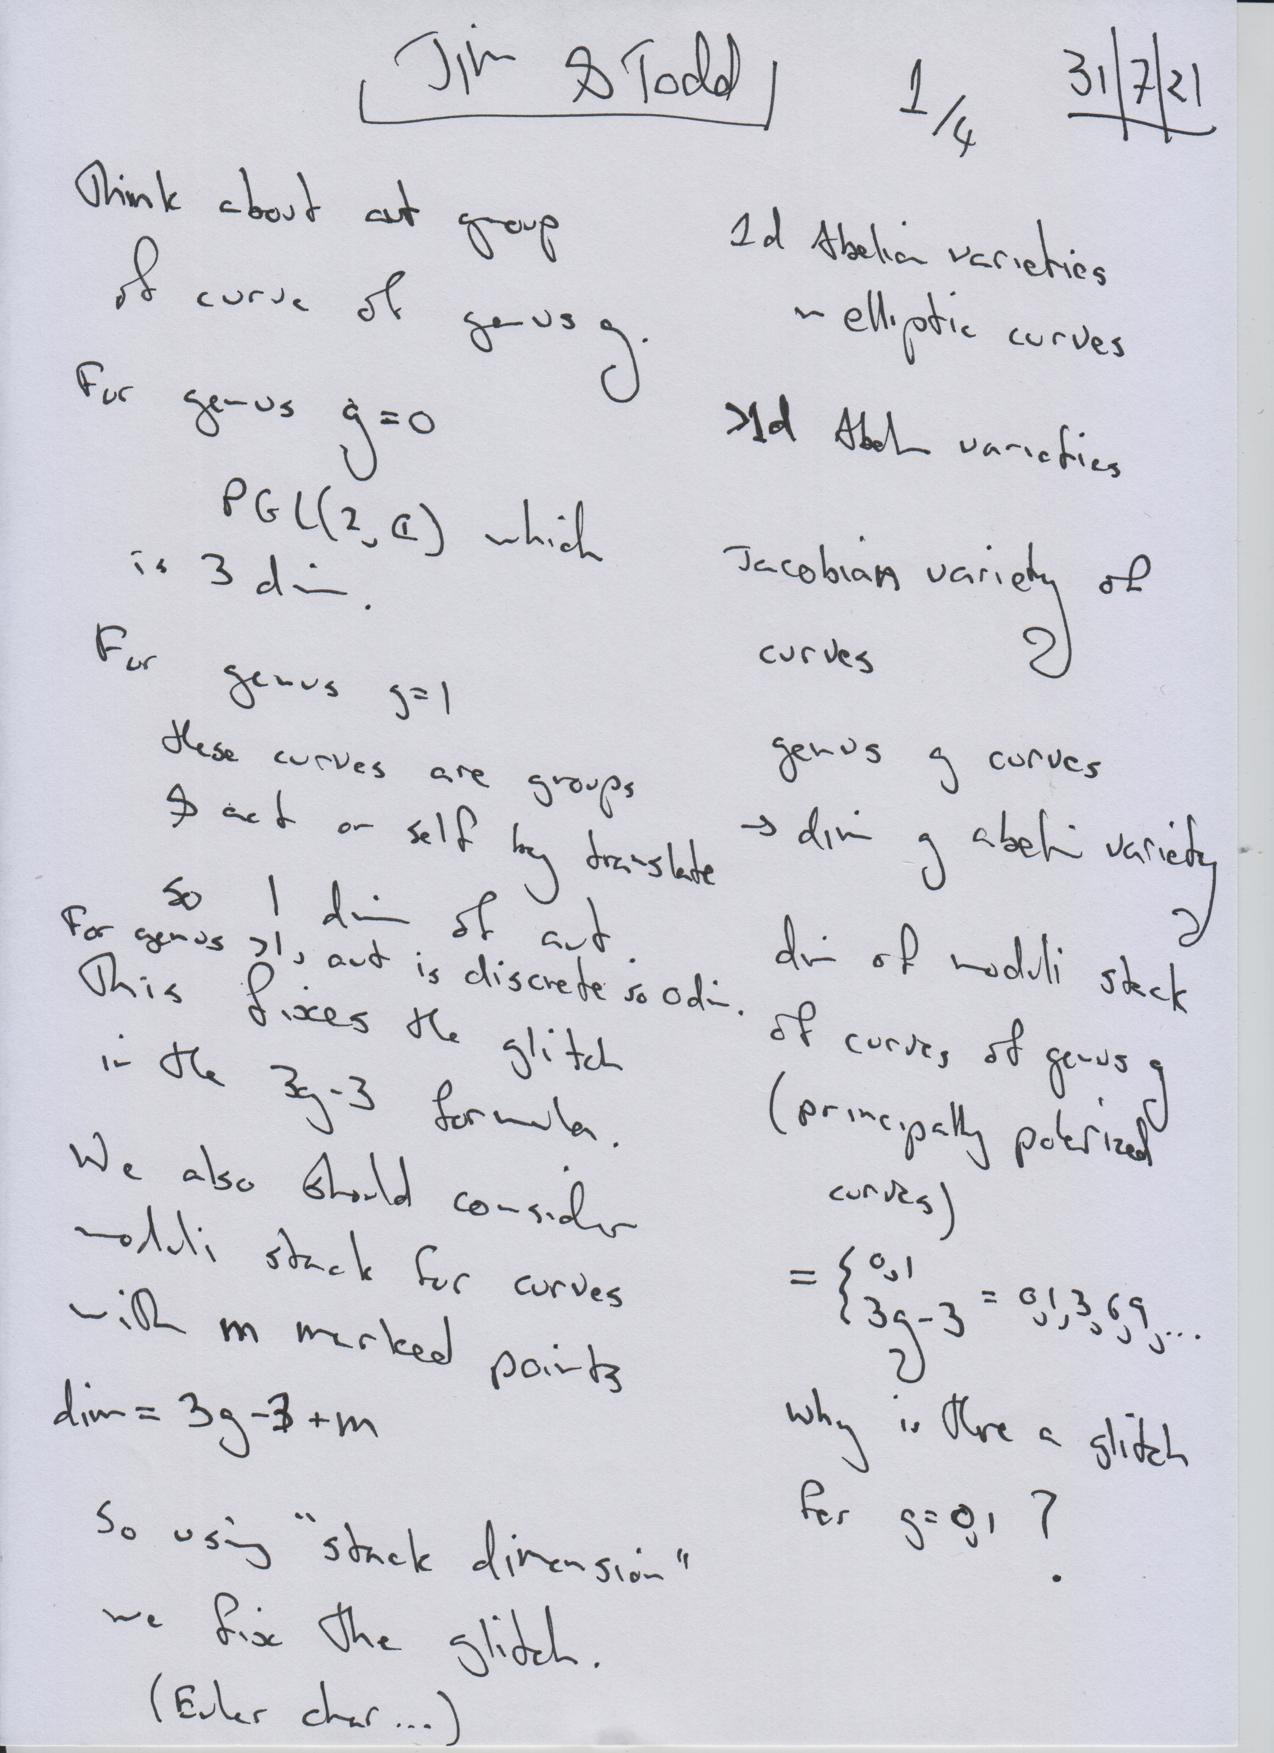 Jim & Todd
1/4
31/7/21
Think about aut group
of curve of genus g.
For genus g=0
PGL(2,ℂ) which
is 3 dim.
For genus g=1
these curves are groups
& act on self by translate
so 1 dim of aut.
For genus >1, aut is discrete so 0 dim.
This fixes the glitch
in the 3g-3 formula.
We also should consider
moduli stack for curves
with m marked points
dim = 3g-3+m
So using "stack dimension"
we fix the glitch.
(Euler char...)
1d Abelian varieties
~ elliptic curves
>1d Abelian varieties
Jacobian variety of
curves
genus g curves
→ dim g abelian variety
dim of moduli stack
of curves of genus g
(principally polarized
curves)
= { 0,1
3g-3 = 0,1,3,6,9,...
Why is there a glitch
for g=0,1 ?